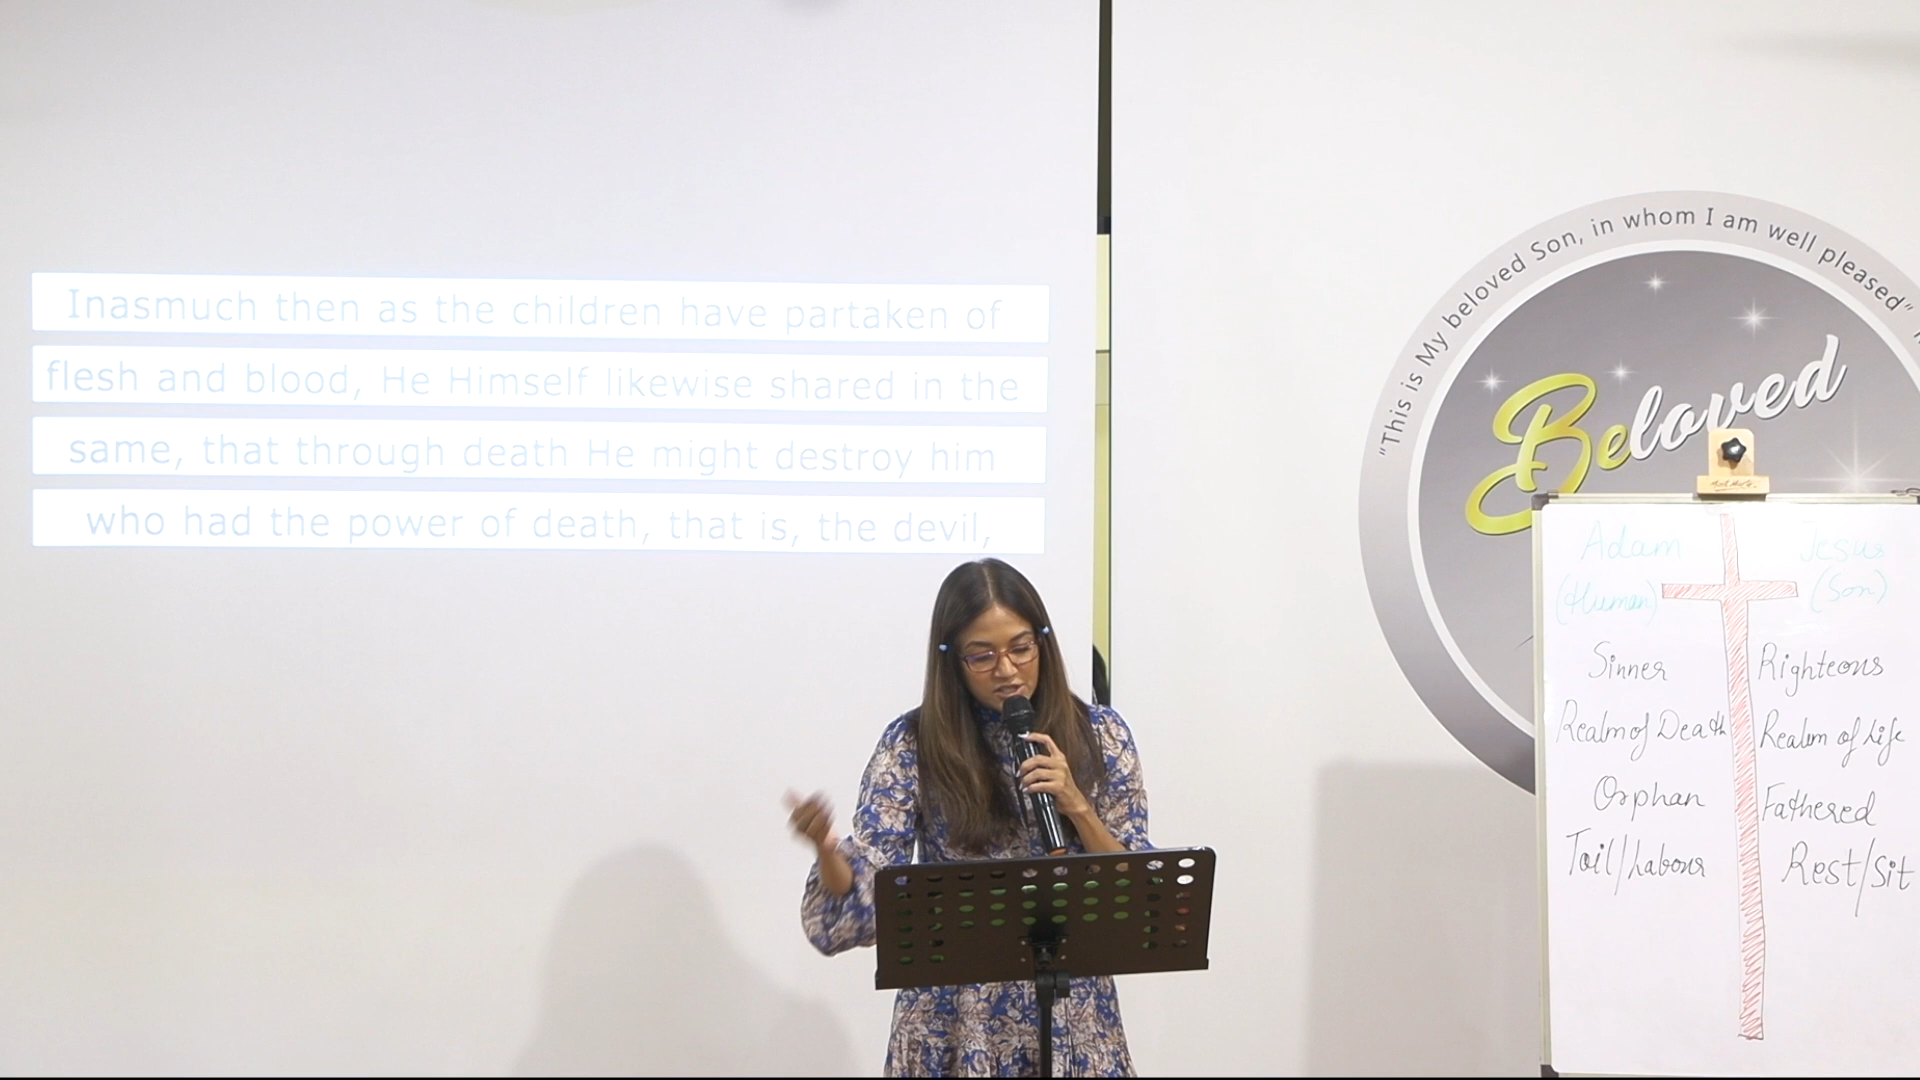 Inasmuch then as the children have partaken of
flesh and blood, He Himself likewise shared in the
same, that through death He might destroy him
who had the power of death, that is, the devil,
"This is My beloved Son, in whom I am well pleased"
Beloved
Adam Jesus
(Human) (Son)
Sinner Righteous
Realm of Death Realm of Life
Orphan Fathered
Toil/Labour Rest/Sit